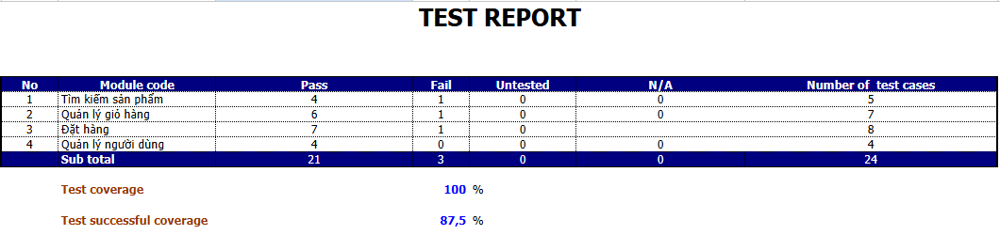 TEST REPORT
No Module code Pass Fail Untested N/A Number of test cases
1 Tìm kiếm sản phẩm 4 1 0 0 5
2 Quản lý giỏ hàng 6 1 0 0 7
3 Đặt hàng 7 1 0 8
4 Quản lý người dùng 4 0 0 0 4
Sub total 21 3 0 0 24
Test coverage 100 %
Test successful coverage 87,5 %